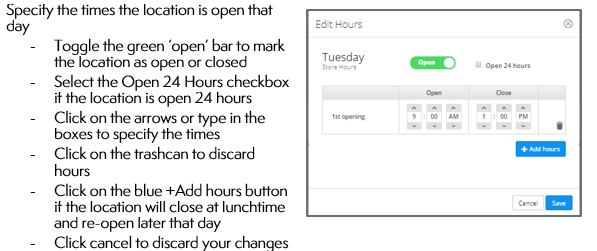 Specify the times the location is open that
day
- Toggle the green 'open' bar to mark
the location as open or closed
- Select the Open 24 Hours checkbox
if the location is open 24 hours
- Click on the arrows or type in the
boxes to specify the times
- Click on the trashcan to discard
hours
- Click on the blue +Add hours button
if the location will close at lunchtime
and re-open later that day
- Click cancel to discard your changes
Edit Hours
Tuesday
Store Hours
Open
Open 24 hours
Open Close
1st opening 9 : 00 AM 1 : 00 PM
+ Add hours
Cancel Save